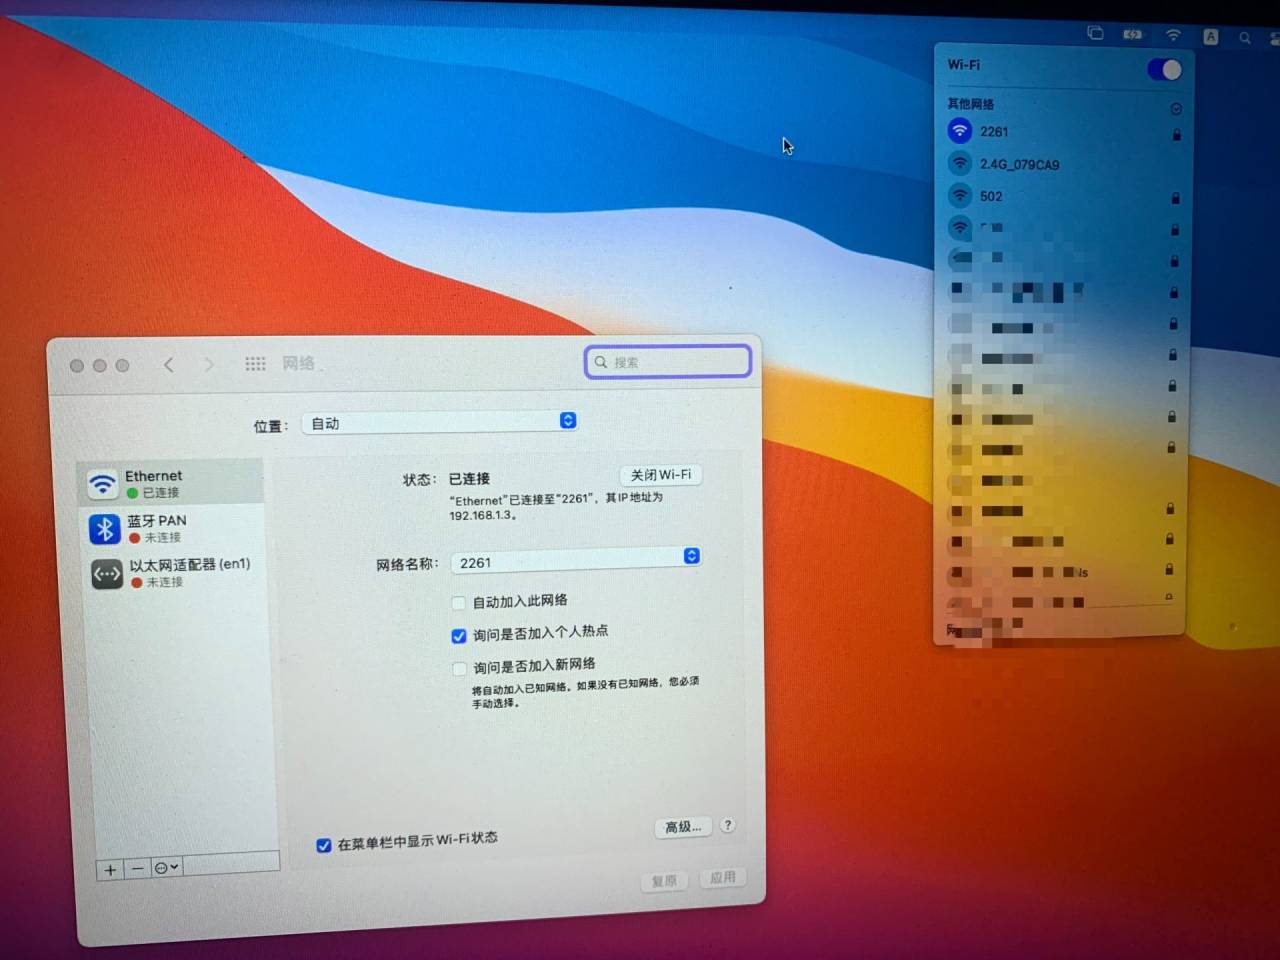 A
Wi-Fi
其他网络
2261
2.4G_079CA9
502
网络
搜索
位置：
自动
Ethernet
已连接
蓝牙 PAN
未连接
以太网适配器 (en1)
未连接
状态：
已连接
关闭 Wi-Fi
“Ethernet”已连接至“2261”，其 IP 地址为
192.168.1.3。
网络名称：
2261
自动加入此网络
询问是否加入个人热点
询问是否加入新网络
将自动加入已知网络。如果没有已知网络，您必须
手动选择。
在菜单栏中显示 Wi-Fi 状态
高级...
?
复原
应用